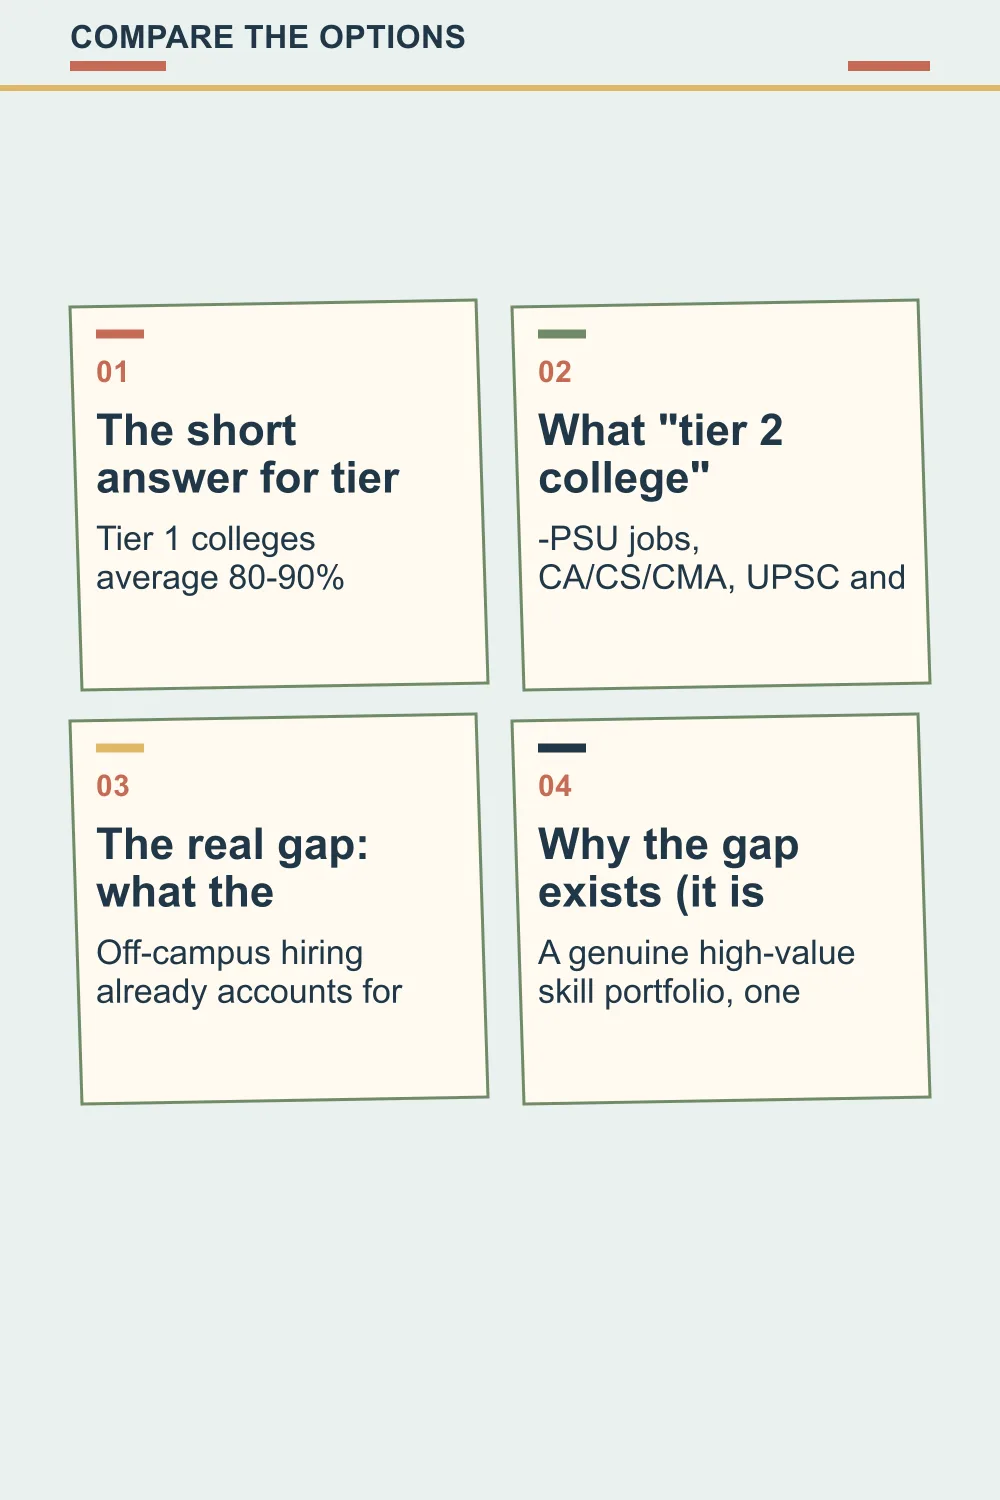 COMPARE THE OPTIONS
01
The short
answer for tier
Tier 1 colleges
average 80-90%
02
What "tier 2
college"
-PSU jobs,
CA/CS/CMA, UPSC and
03
The real gap:
what the
Off-campus hiring
already accounts for
04
Why the gap
exists (it is
A genuine high-value
skill portfolio, one